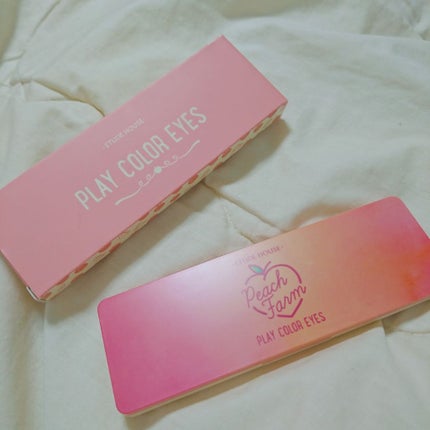 ETUDE HOUSE
PLAY COLOR EYES
·ETUDE HOUSE·
Peach
Farm
PLAY COLOR EYES